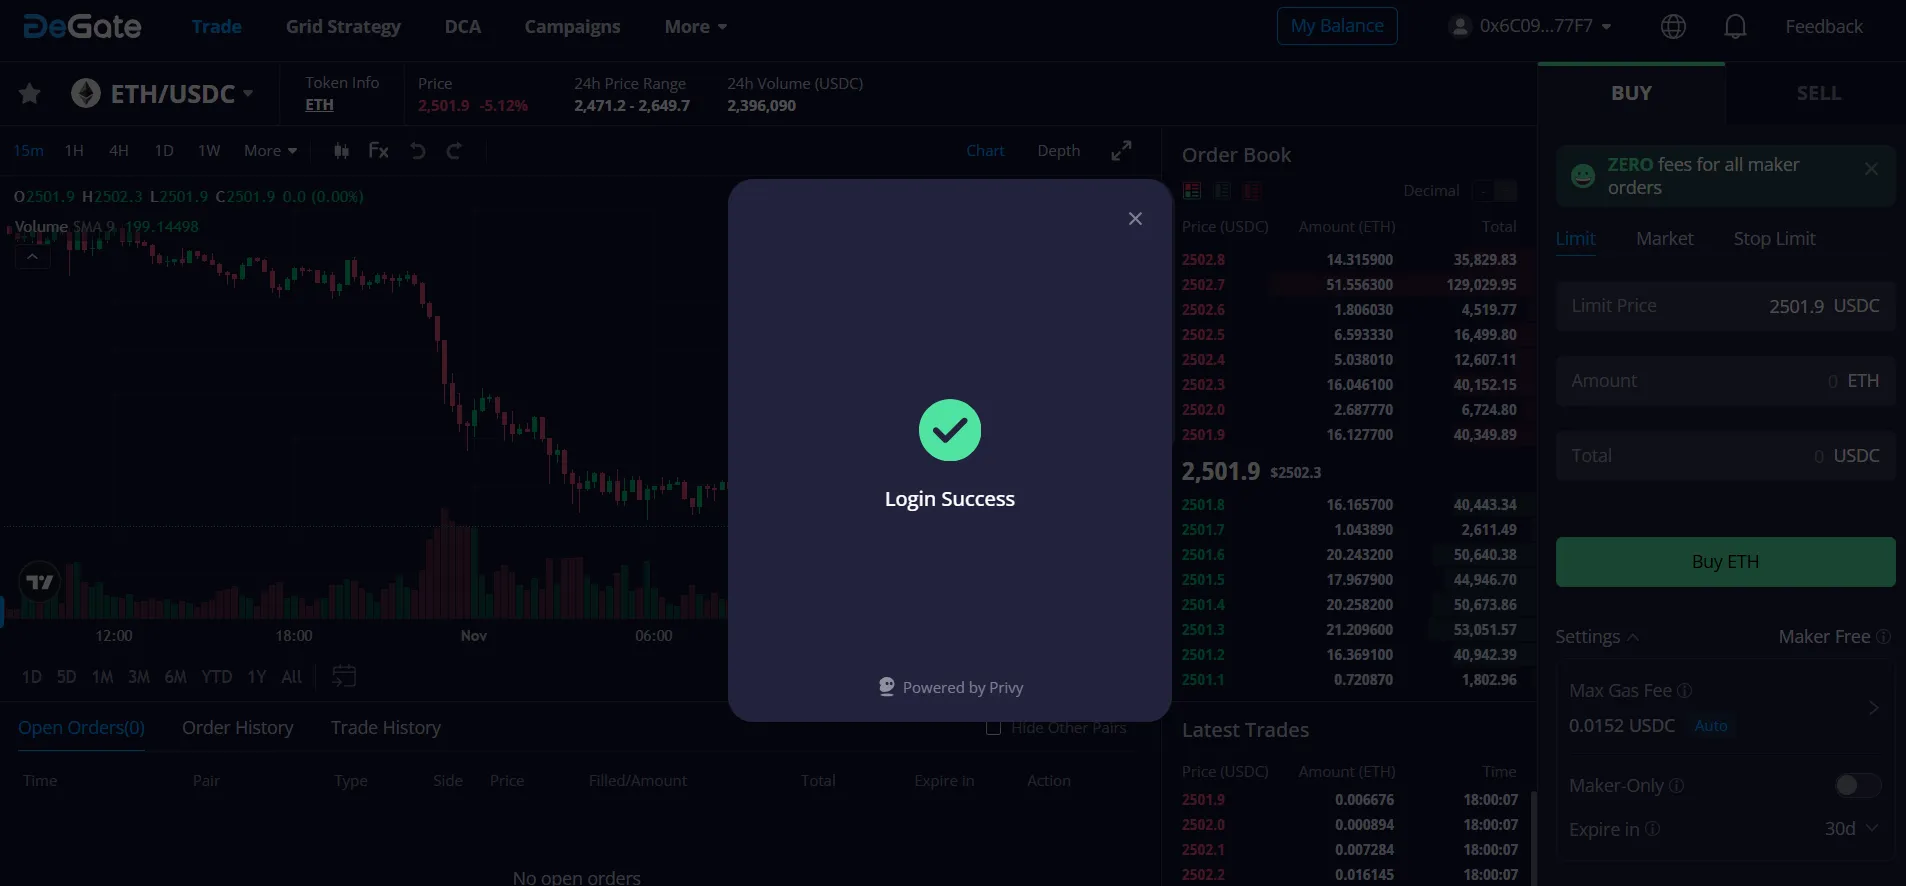 DeGate Trade Grid Strategy DCA Campaigns More My Balance 0x6C09...77F7 Feedback
ETH/USDC
Token Info
ETH
Price
2,501.9 -5.12%
24h Price Range
2,471.2 - 2,649.7
24h Volume (USDC)
2,396,090
BUY SELL
15m 1H 4H 1D 1W More Fx Chart Depth
O2501.9 H2502.3 L2501.9 C2501.9 0.0 (0.00%)
Volume SMA 9 199.14498
12:00 18:00 Nov 06:00
1D 5D 1M 3M 6M YTD 1Y All
Login Success
Powered by Privy
Order Book
Decimal -
Price (USDC) Amount (ETH) Total
2502.8 14.315900 35,829.83
2502.7 51.556300 129,029.95
2502.6 1.806030 4,519.77
2502.5 6.593330 16,499.80
2502.4 5.038010 12,607.11
2502.3 16.046100 40,152.15
2502.0 2.687770 6,724.80
2501.9 16.127700 40,349.89
2,501.9 $2502.3
2501.8 16.165700 40,443.34
2501.7 1.043890 2,611.49
2501.6 20.243200 50,640.38
2501.5 17.967900 44,946.70
2501.4 20.258200 50,673.86
2501.3 21.209600 53,051.57
2501.2 16.369100 40,942.39
2501.1 0.720870 1,802.96
Latest Trades
Price (USDC) Amount (ETH) Time
2501.9 0.006676 18:00:07
2502.0 0.000894 18:00:07
2502.1 0.007284 18:00:07
2502.2 0.016145 18:00:07
ZERO fees for all maker
orders
Limit Market Stop Limit
Limit Price 2501.9 USDC
Amount 0 ETH
Total 0 USDC
Buy ETH
Settings Maker Free
Max Gas Fee
0.0152 USDC Auto
Maker-Only
Expire in 30d
Open Orders(0) Order History Trade History Hide Other Pairs
Time Pair Type Side Price Filled/Amount Total Expire In Action
No open orders